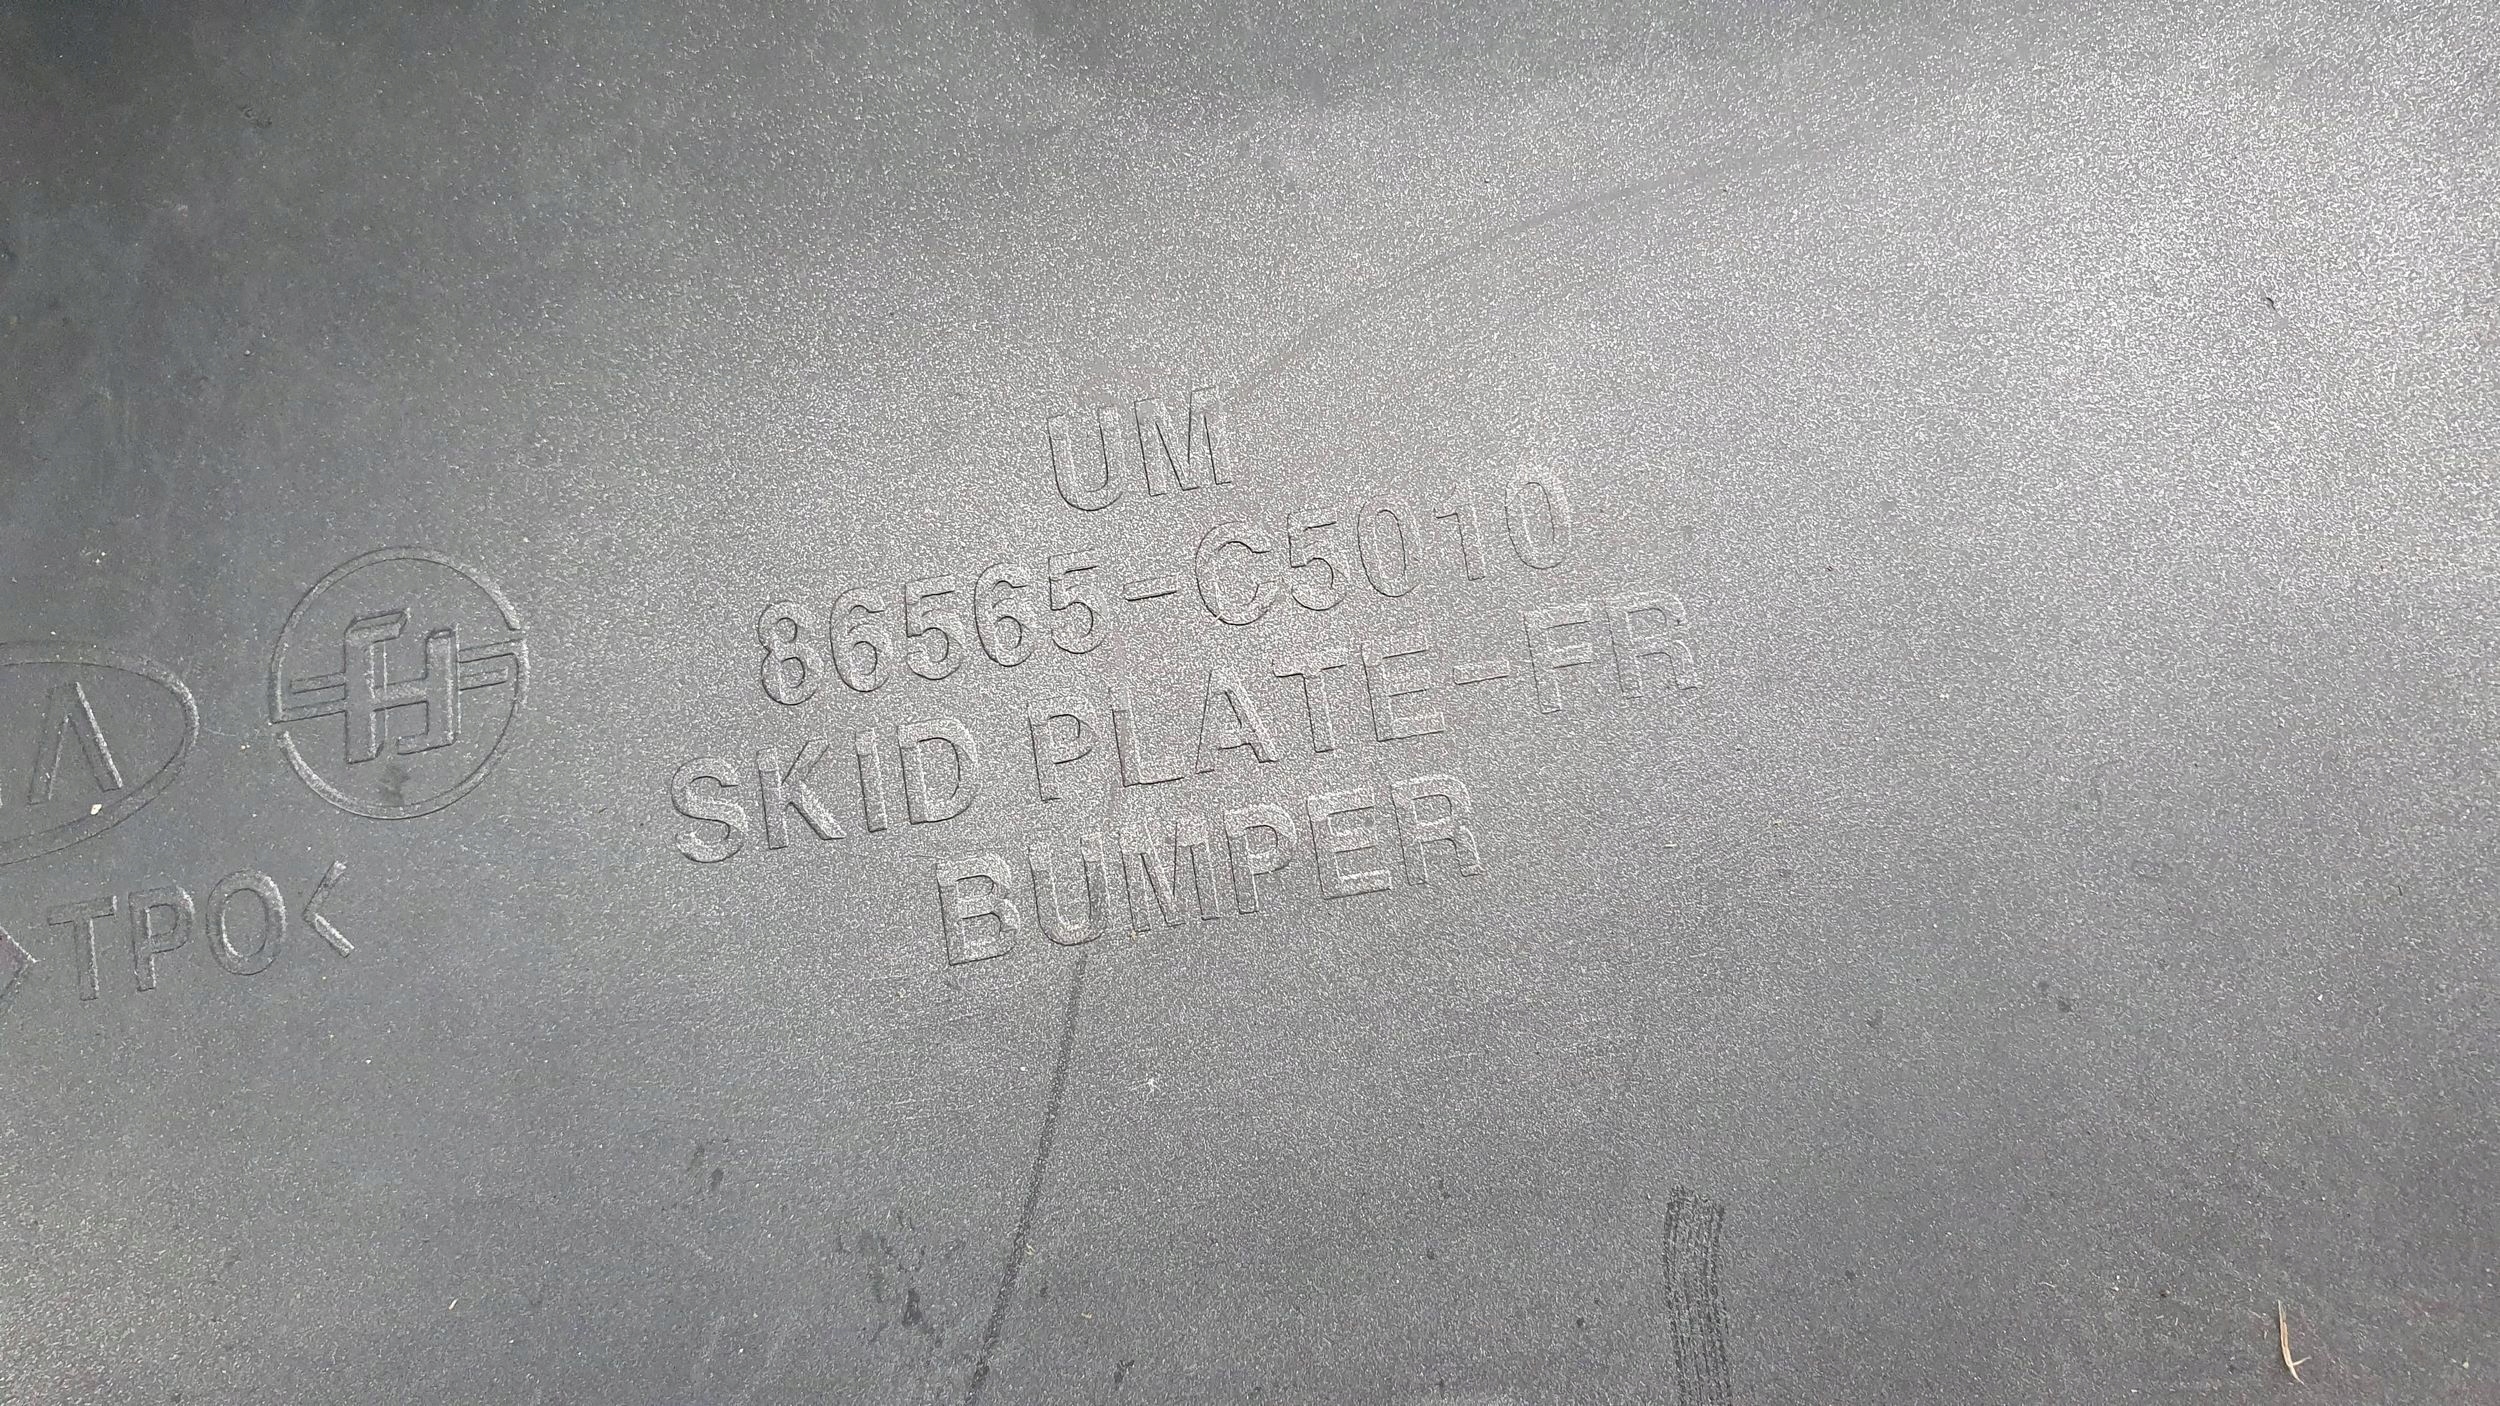 UM
86565-C5010
SKID PLATE-FR
BUMPER
>TPO<